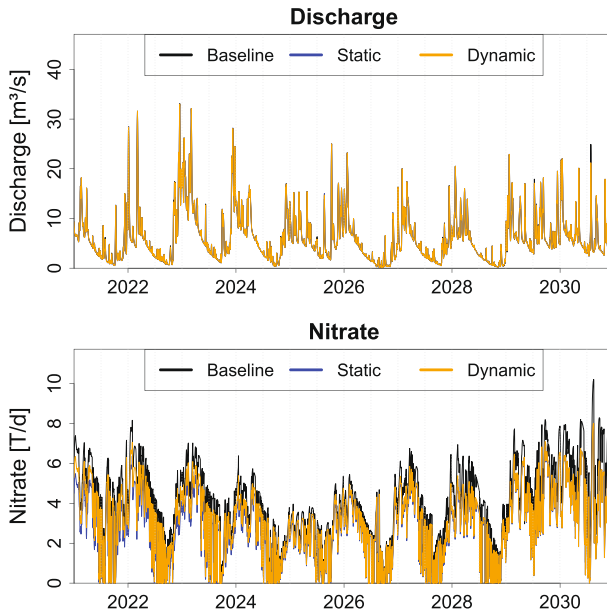 Discharge
Baseline Static Dynamic
Discharge [m³/s]
40
30
20
10
0
2022 2024 2026 2028 2030
Nitrate
Baseline Static Dynamic
Nitrate [T/d]
10
8
6
4
2
0
2022 2024 2026 2028 2030